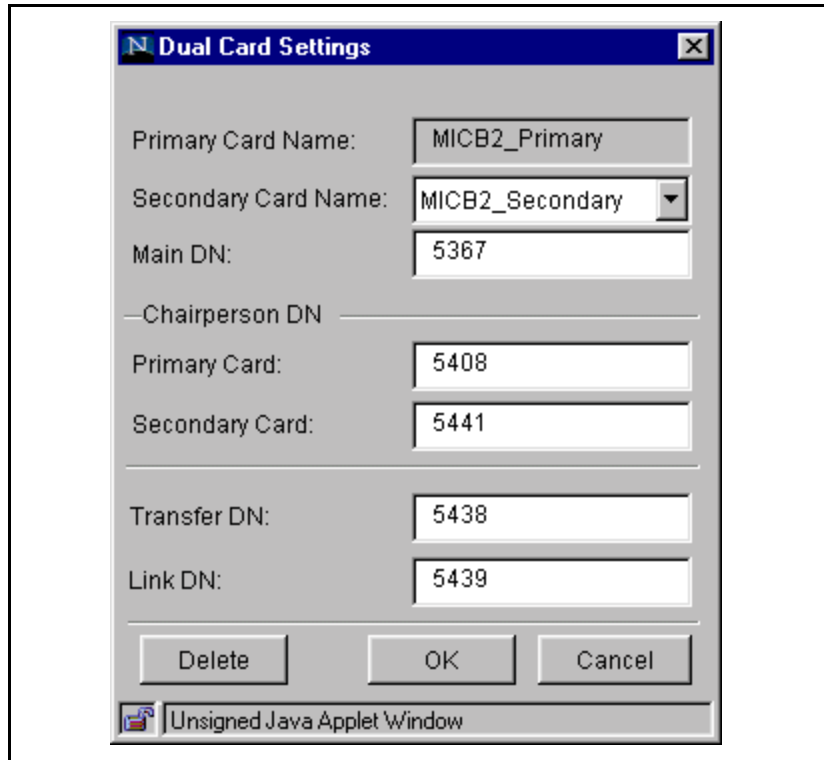 N Dual Card Settings
Primary Card Name: MICB2_Primary
Secondary Card Name: MICB2_Secondary
Main DN: 5367
Chairperson DN
Primary Card: 5408
Secondary Card: 5441
Transfer DN: 5438
Link DN: 5439
Delete OK Cancel
Unsigned Java Applet Window